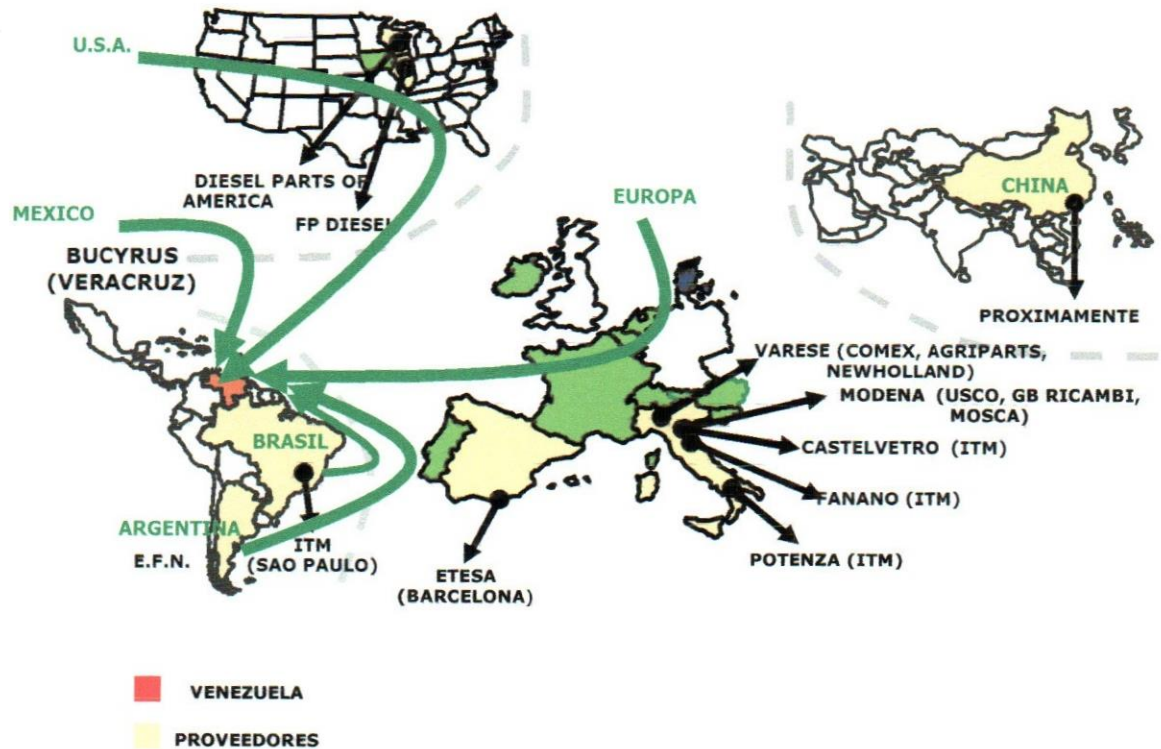 U.S.A.
DIESEL PARTS OF
AMERICA
FP DIESEL
MEXICO
BUCYRUS
(VERACRUZ)
EUROPA
CHINA
PROXIMAMENTE
VARESE (COMEX, AGRIPARTS,
NEWHOLLAND)
MODENA (USCO, GB RICAMBI,
MOSCA)
CASTELVETRO (ITM)
FANANO (ITM)
POTENZA (ITM)
BRASIL
ARGENTINA
E.F.N.
ITM
(SAO PAULO)
ETESA
(BARCELONA)
VENEZUELA
PROVEEDORES